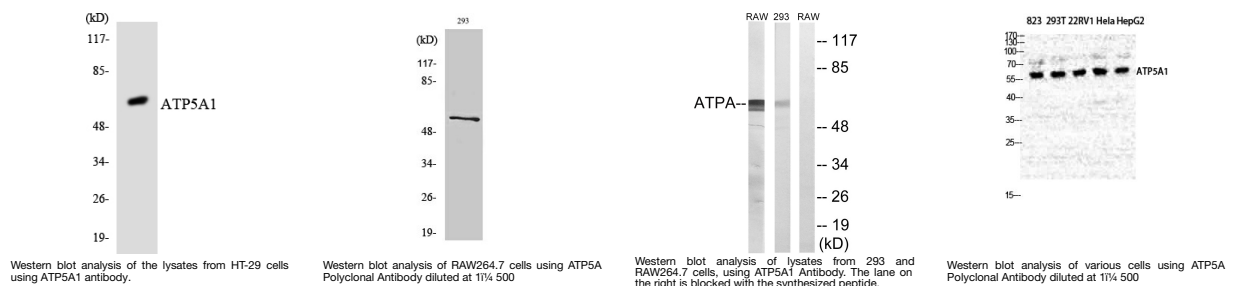 (kD)
117-
85-
ATP5A1
48-
34-
26-
19-
Western blot analysis of the lysates from HT-29 cells
using ATP5A1 antibody.
293
(kD)
117-
85-
48-
34-
26-
19-
Western blot analysis of RAW264.7 cells using ATP5A
Polyclonal Antibody diluted at 1ï¼ 500
RAW 293 RAW
-- 117
-- 85
ATPA--
-- 48
-- 34
-- 26
-- 19
(kD)
Western blot analysis of lysates from 293 and
RAW264.7 cells, using ATP5A1 Antibody. The lane on
the right is blocked with the synthesized peptide.
823 293T 22RV1 Hela HepG2
170
130
100
70
55
ATP5A1
40
35
25
15
Western blot analysis of various cells using ATP5A
Polyclonal Antibody diluted at 1ï¼ 500